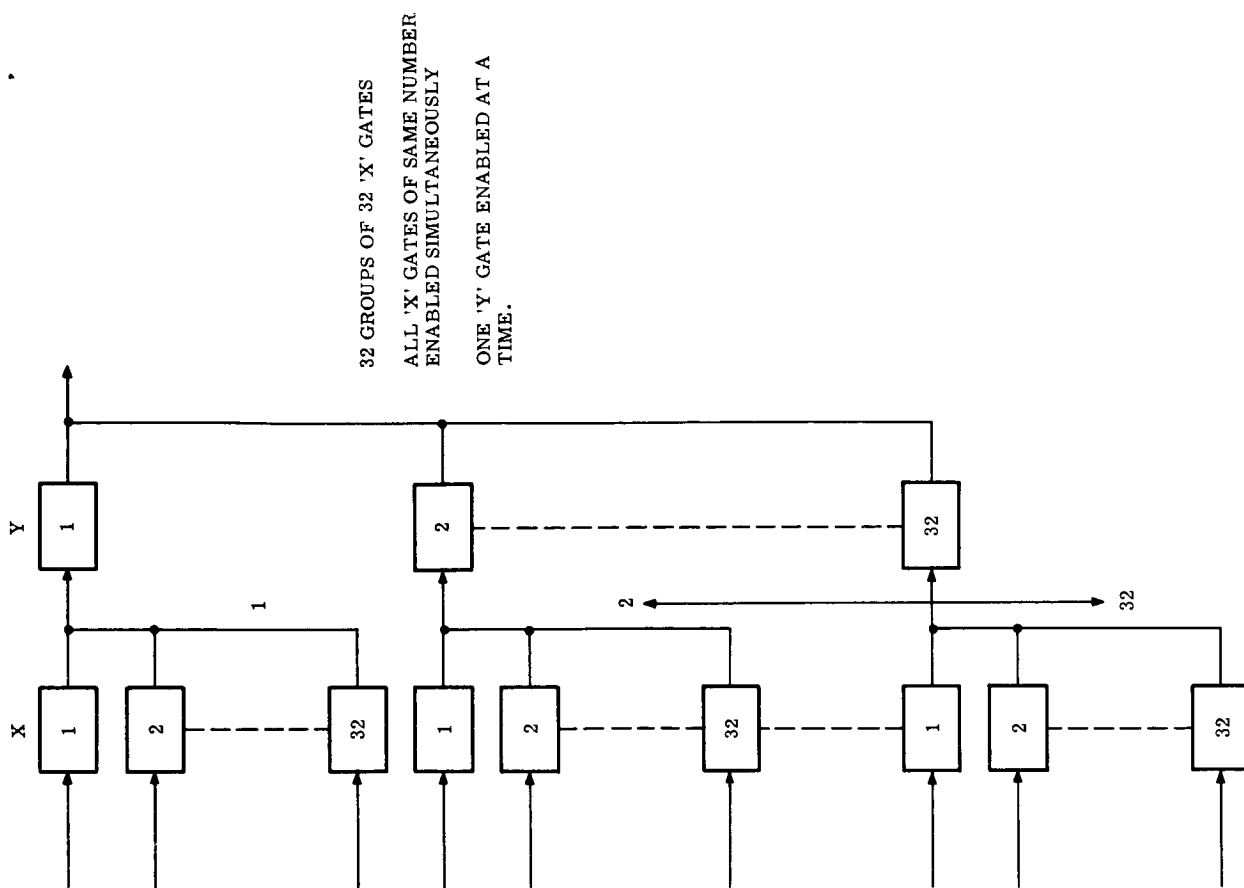 X
Y
1
1
2
32
1
1
2
2
32
2
1
32
2
32
32
32 GROUPS OF 32 'X' GATES
ALL 'X' GATES OF SAME NUMBER
ENABLED SIMULTANEOUSLY
ONE 'Y' GATE ENABLED AT A
TIME.